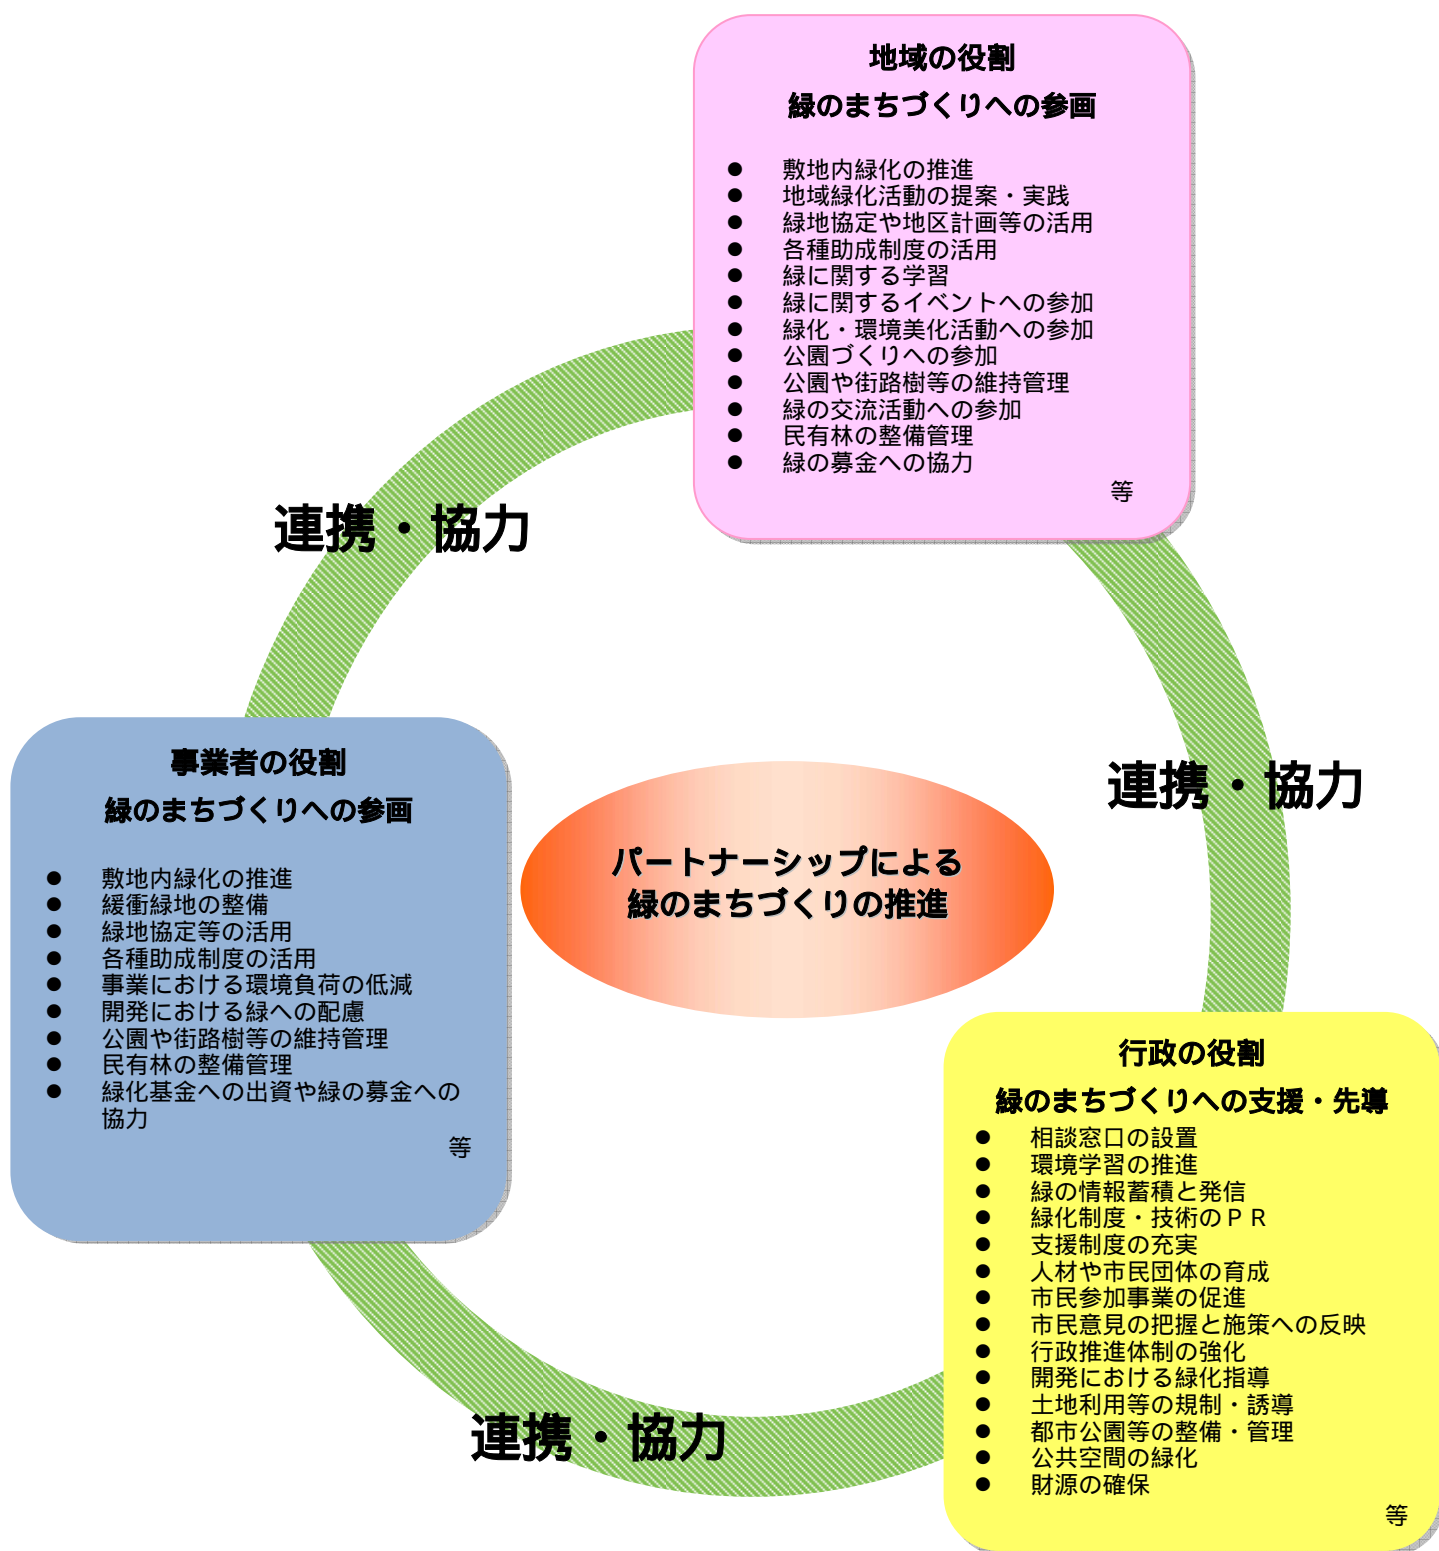 地域の役割
緑のまちづくりへの参画
● 敷地内緑化の推進
● 地域緑化活動の提案・実践
● 緑地協定や地区計画等の活用
● 各種助成制度の活用
● 緑に関する学習
● 緑に関するイベントへの参加
● 緑化・環境美化活動への参加
● 公園づくりへの参加
● 公園や街路樹等の維持管理
● 緑の交流活動への参加
● 民有林の整備管理
● 緑の募金への協力
等
連携・協力
事業者の役割
緑のまちづくりへの参画
● 敷地内緑化の推進
● 緩衝緑地の整備
● 緑地協定等の活用
● 各種助成制度の活用
● 事業における環境負荷の低減
● 開発における緑への配慮
● 公園や街路樹等の維持管理
● 民有林の整備管理
● 緑化基金への出資や緑の募金への
協力
等
パートナーシップによる
緑のまちづくりの推進
連携・協力
行政の役割
緑のまちづくりへの支援・先導
● 相談窓口の設置
● 環境学習の推進
● 緑の情報蓄積と発信
● 緑化制度・技術のＰＲ
● 支援制度の充実
● 人材や市民団体の育成
● 市民参加事業の促進
● 市民意見の把握と施策への反映
● 行政推進体制の強化
● 開発における緑化指導
● 土地利用等の規制・誘導
● 都市公園等の整備・管理
● 公共空間の緑化
● 財源の確保
等
連携・協力